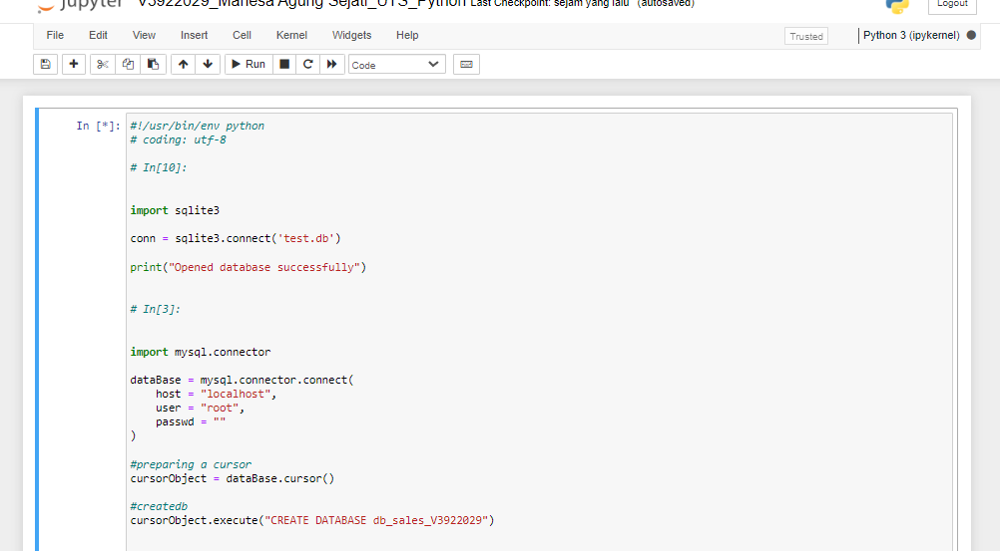 jupyter V3922029_Mahesa Agung Sejati_UTS_Python Last Checkpoint: sejam yang lalu (autosaved)
Logout
File Edit View Insert Cell Kernel Widgets Help
Trusted
Python 3 (ipykernel)
Run
Code
In [*]:
#!/usr/bin/env python
# coding: utf-8
# In[10]:
import sqlite3
conn = sqlite3.connect('test.db')
print("Opened database successfully")
# In[3]:
import mysql.connector
dataBase = mysql.connector.connect(
host = "localhost",
user = "root",
passwd = ""
)
#preparing a cursor
cursorObject = dataBase.cursor()
#createdb
cursorObject.execute("CREATE DATABASE db_sales_V3922029")